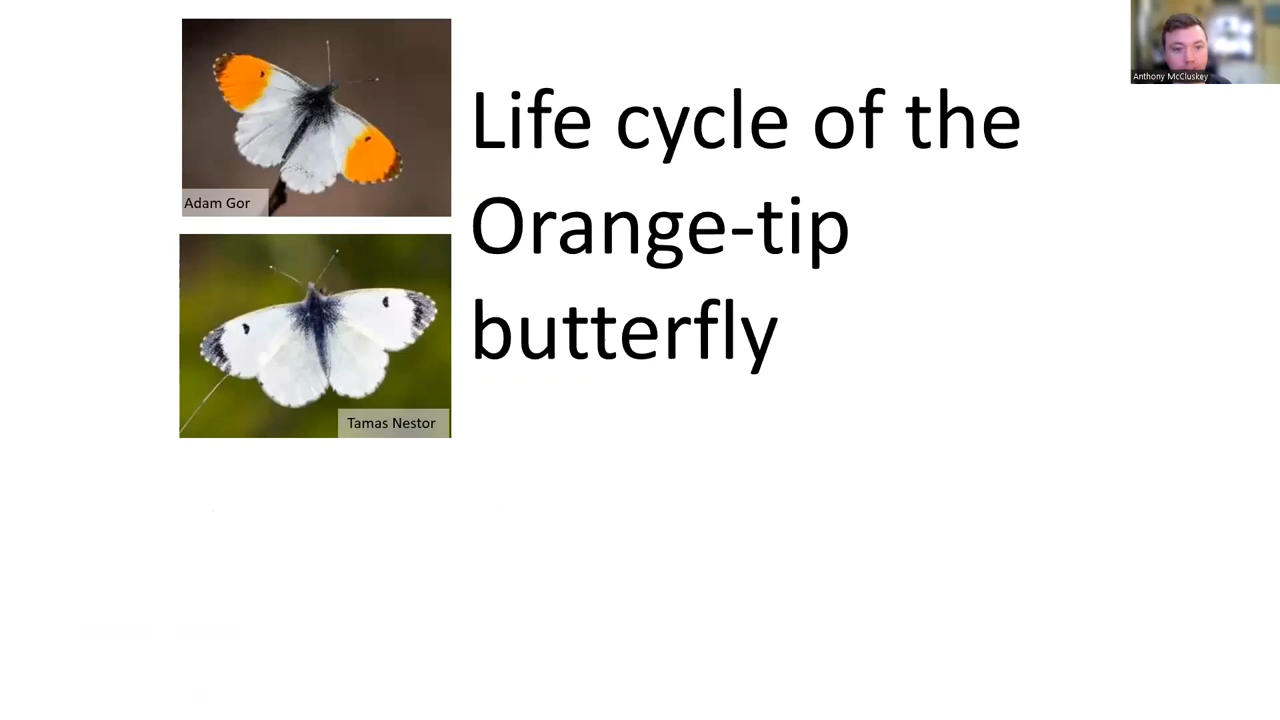 Life cycle of the
Orange-tip
butterfly
Adam Gor
Tamas Nestor
Anthony McCluskey